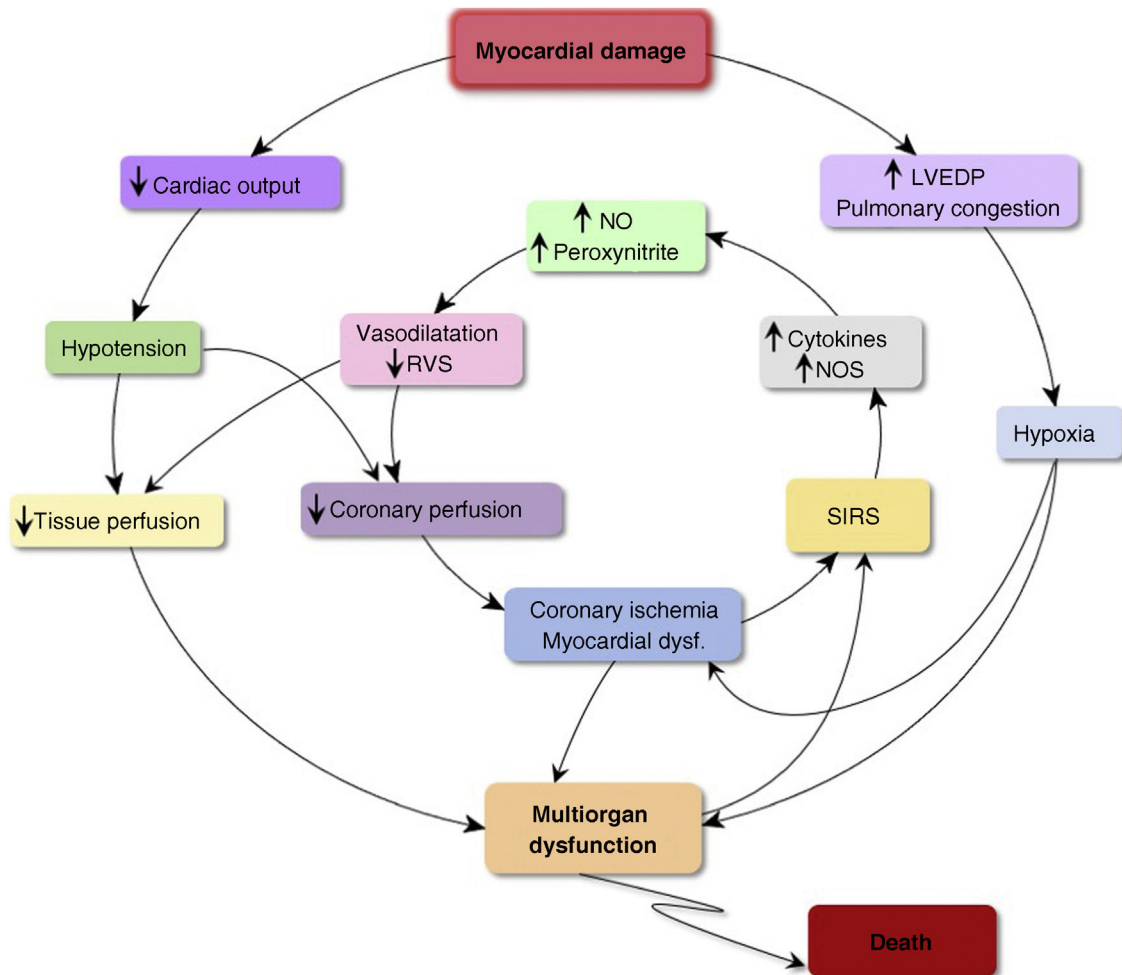 Myocardial damage
↓ Cardiac output
↑ LVEDP
Pulmonary congestion
↑ NO
↑ Peroxynitrite
Hypotension
Vasodilatation
↓ RVS
↑ Cytokines
↑ NOS
Hypoxia
↓ Tissue perfusion
↓ Coronary perfusion
SIRS
Coronary ischemia
Myocardial dysf.
Multiorgan
dysfunction
Death